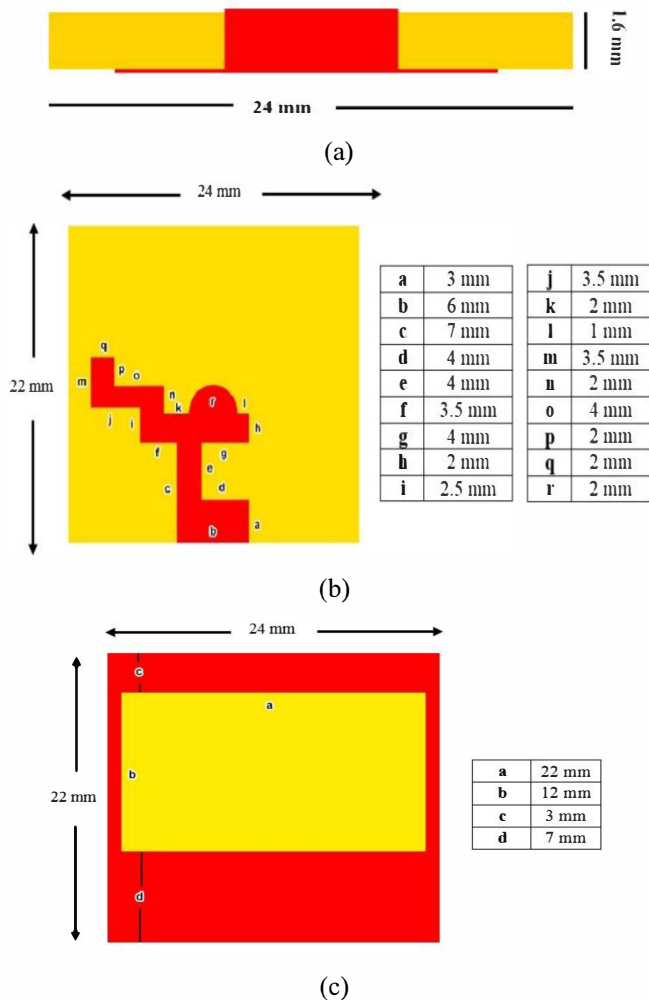 1.6 mm
24 mm
(a)
24 mm
22 mm
q
p
o
m
n
r
l
k
j
i
h
f
g
e
c
d
b
a
a 3 mm
b 6 mm
c 7 mm
d 4 mm
e 4 mm
f 3.5 mm
g 4 mm
h 2 mm
i 2.5 mm
j 3.5 mm
k 2 mm
l 1 mm
m 3.5 mm
n 2 mm
o 4 mm
p 2 mm
q 2 mm
r 2 mm
(b)
24 mm
c
a
b
22 mm
d
a 22 mm
b 12 mm
c 3 mm
d 7 mm
(c)